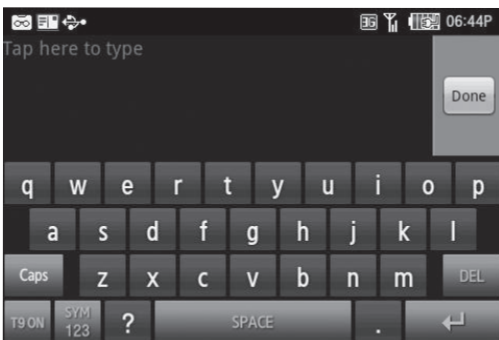 3G 06:44P
Tap here to type
Done
q w e r t y u i o p
a s d f g h j k l
Caps z x c v b n m DEL
T9 ON SYM 123 ? SPACE .